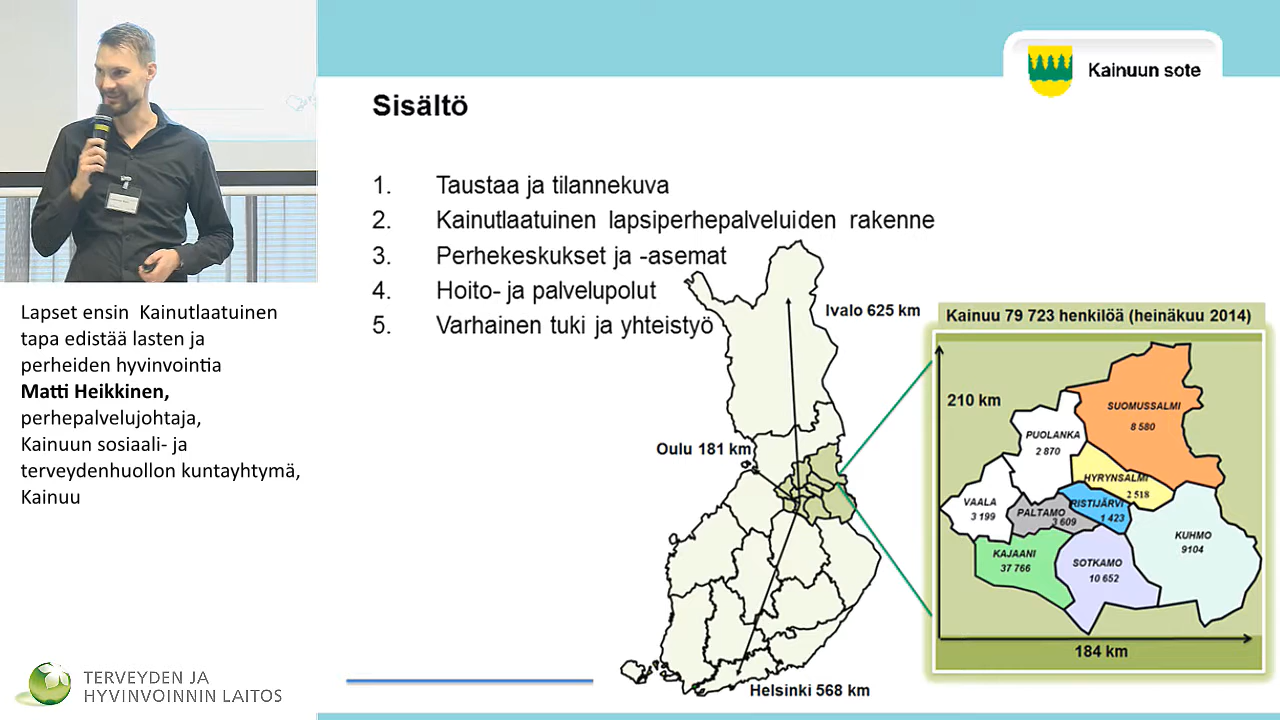 Kainuun sote
Sisältö
1. Taustaa ja tilannekuva
2. Kainutlaatuinen lapsiperhepalveluiden rakenne
3. Perhekeskukset ja -asemat
4. Hoito- ja palvelupolut
5. Varhainen tuki ja yhteistyö
Ivalo 625 km
Oulu 181 km
Helsinki 568 km
Kainuu 79 723 henkilöä (heinäkuu 2014)
210 km
SUOMUSSALMI
8 580
PUOLANKA
2 870
HYRYNSALMI
2 518
VAALA
3 199
PALTAMO
3 609
RISTIJÄRVI
1 423
KUHMO
9104
KAJAANI
37 766
SOTKAMO
10 652
184 km
Lapset ensin Kainutlaatuinen
tapa edistää lasten ja
perheiden hyvinvointia
Matti Heikkinen,
perhepalvelujohtaja,
Kainuun sosiaali- ja
terveydenhuollon kuntayhtymä,
Kainuu
TERVEYDEN JA
HYVINVOINNIN LAITOS